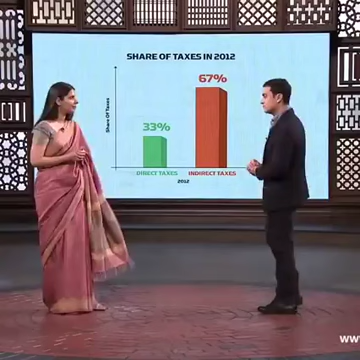 SHARE OF TAXES IN 2012
67%
33%
Share Of Taxes
DIRECT TAXES
INDIRECT TAXES
2012
ww